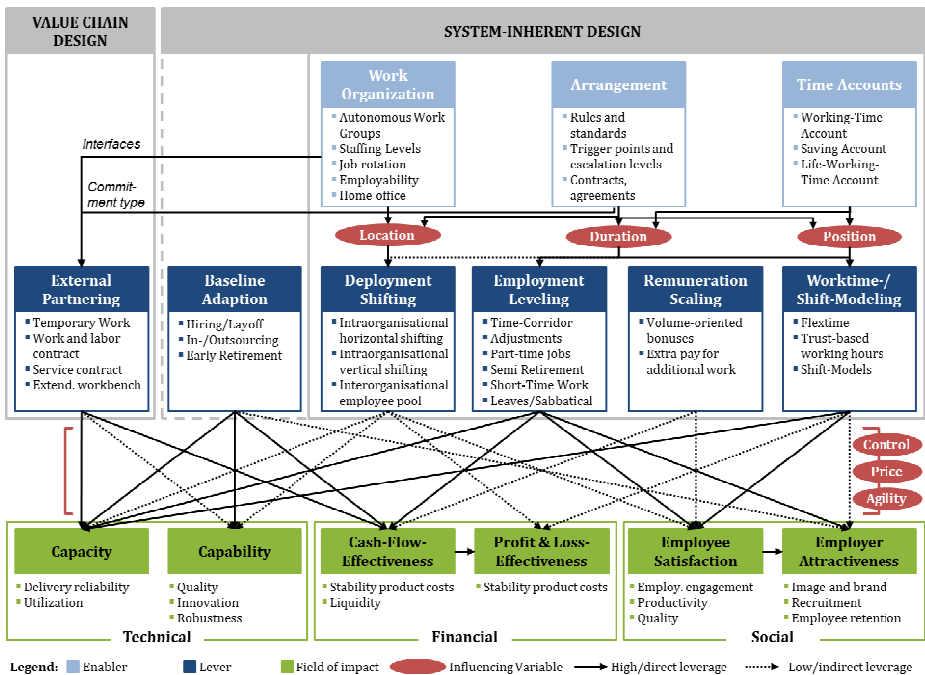 VALUE CHAIN
DESIGN
SYSTEM-INHERENT DESIGN
Work
Organization
Autonomous Work
Groups
Staffing Levels
Job rotation
Employability
Home office
Arrangement
Rules and
standards
Trigger points and
escalation levels
Contracts,
agreements
Time Accounts
Working-Time
Account
Saving Account
Life-Working-
Time Account
Interfaces
Commit-
ment type
Location
Duration
Position
External
Partnering
Temporary Work
Work and labor
contract
Service contract
Extend. workbench
Baseline
Adaption
Hiring/Layoff
In-/Outsourcing
Early Retirement
Deployment
Shifting
Intraorganisational
horizontal shifting
Intraorganisational
vertical shifting
Interorganisational
employee pool
Employment
Leveling
Time-Corridor
Adjustments
Part-time jobs
Semi Retirement
Short-Time Work
Leaves/Sabbatical
Remuneration
Scaling
Volume-oriented
bonuses
Extra pay for
additional work
Worktime-/
Shift-Modeling
Flextime
Trust-based
working hours
Shift-Models
Control
Price
Agility
Capacity
Delivery reliability
Utilization
Capability
Quality
Innovation
Robustness
Technical
Cash-Flow-
Effectiveness
Stability product costs
Liquidity
Profit & Loss-
Effectiveness
Stability product costs
Financial
Employee
Satisfaction
Employ. engagement
Productivity
Quality
Employer
Attractiveness
Image and brand
Recruitment
Employee retention
Social
Legend: Enabler Lever Field of impact Influencing Variable High/direct leverage Low/indirect leverage